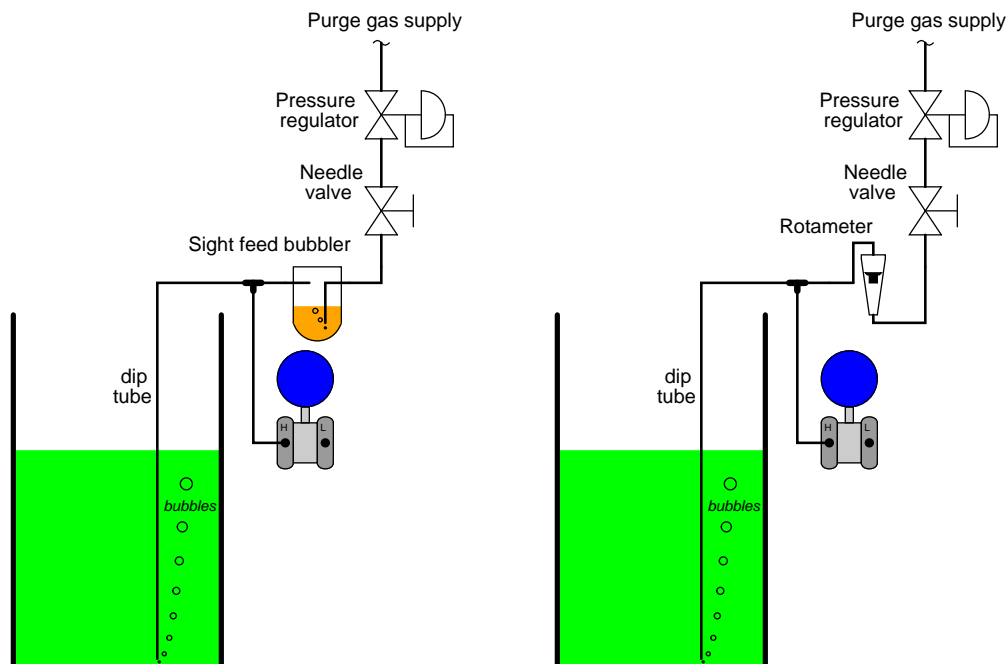 Purge gas supply
Pressure
regulator
Needle
valve
Sight feed bubbler
dip
tube
H
L
bubbles
Purge gas supply
Pressure
regulator
Needle
valve
Rotameter
dip
tube
H
L
bubbles